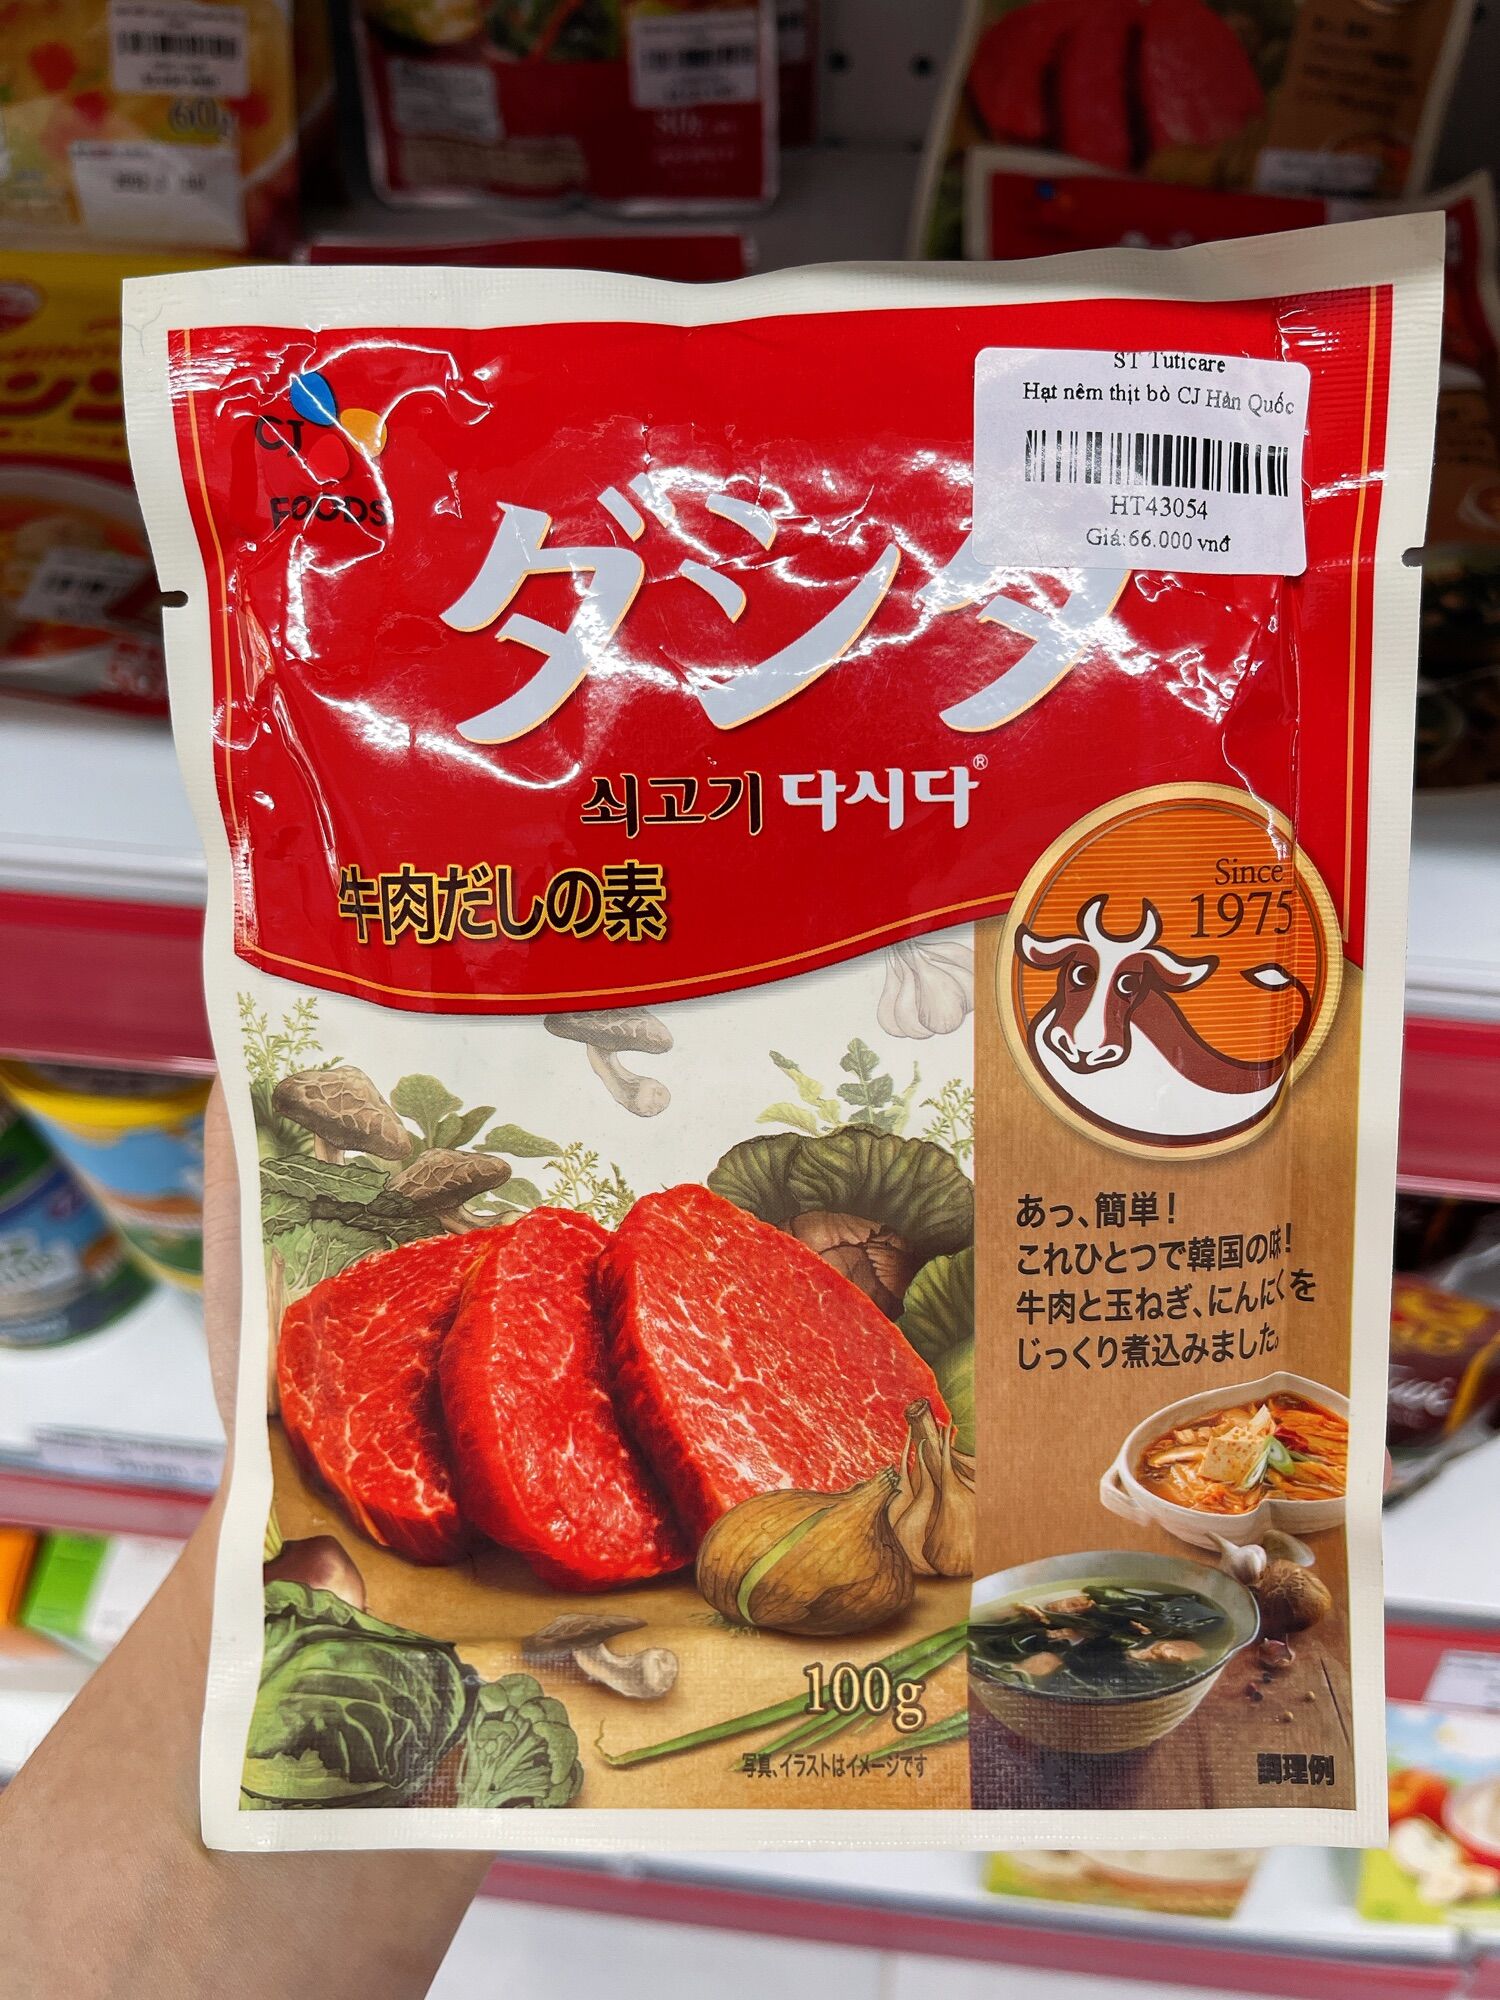 ST Tuticare
Hạt nêm thịt bò CJ Hàn Quốc
HT43054
Giá:66.000 vnđ
CJ
FOODS
ダシダ
쇠고기 다시다®
牛肉だしの素
Since
1975
あっ、簡単!
これひとつで韓国の味!
牛肉と玉ねぎ、にんにくを
じっくり煮込みました。
100g
写真、イラストはイメージです
調理例
60g